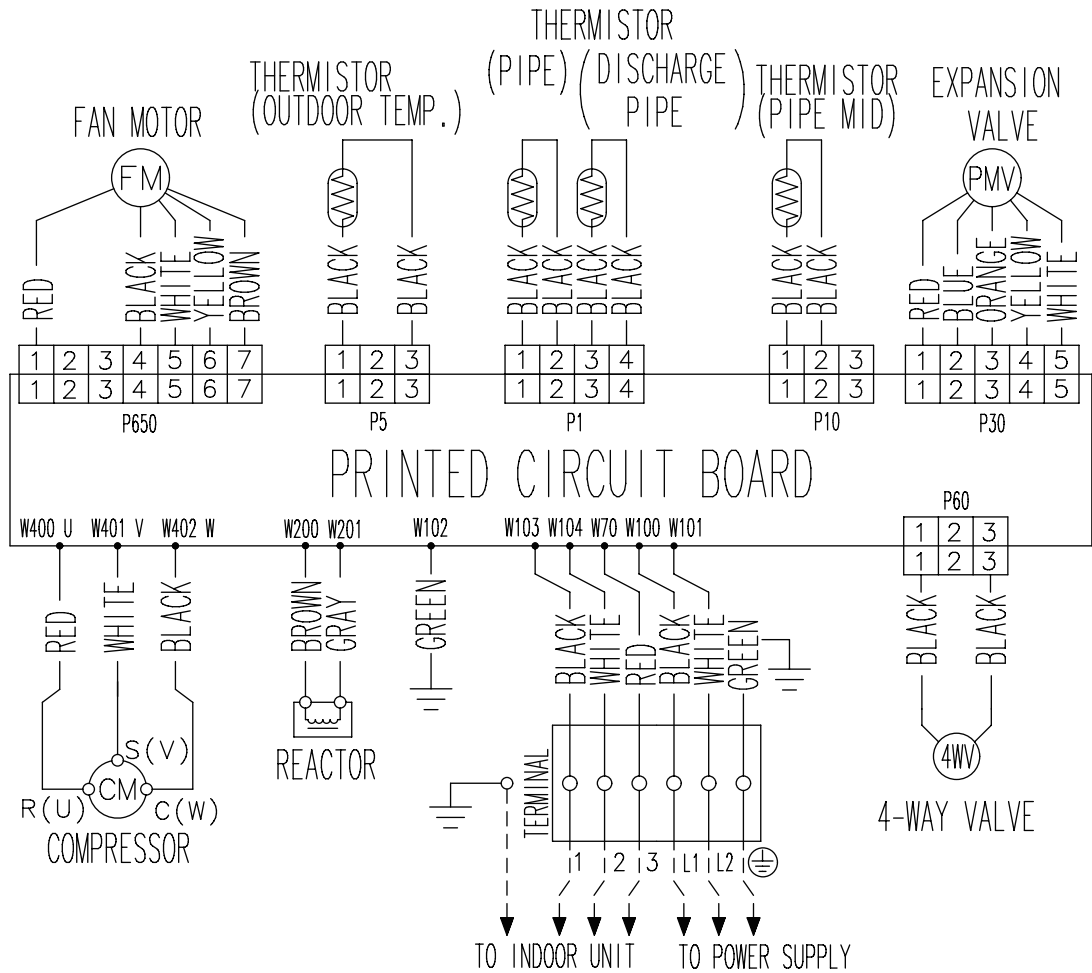 THERMISTOR
(PIPE) (DISCHARGE
PIPE)
THERMISTOR
(OUTDOOR TEMP.)
THERMISTOR
(PIPE MID)
EXPANSION
VALVE
FAN MOTOR
FM
PMV
RED BLACK WHITE YELLOW BROWN
BLACK BLACK
BLACK BLACK BLACK BLACK
BLACK BLACK
RED BLUE ORANGE YELLOW WHITE
1 2 3 4 5 6 7
1 2 3 4 5 6 7
P650
1 2 3
1 2 3
P5
1 2 3 4
1 2 3 4
P1
1 2 3
1 2 3
P10
1 2 3 4 5
1 2 3 4 5
P30
PRINTED CIRCUIT BOARD
W400 U W401 V W402 W
W200 W201
W102
W103 W104 W70 W100 W101
P60
1 2 3
1 2 3
RED WHITE BLACK
BROWN GRAY
GREEN
BLACK WHITE RED BLACK WHITE GREEN
BLACK BLACK
S(V)
CM
R(U) C(W)
COMPRESSOR
REACTOR
TERMINAL
1 2 3 L1 L2
TO INDOOR UNIT
TO POWER SUPPLY
4WV
4-WAY VALVE